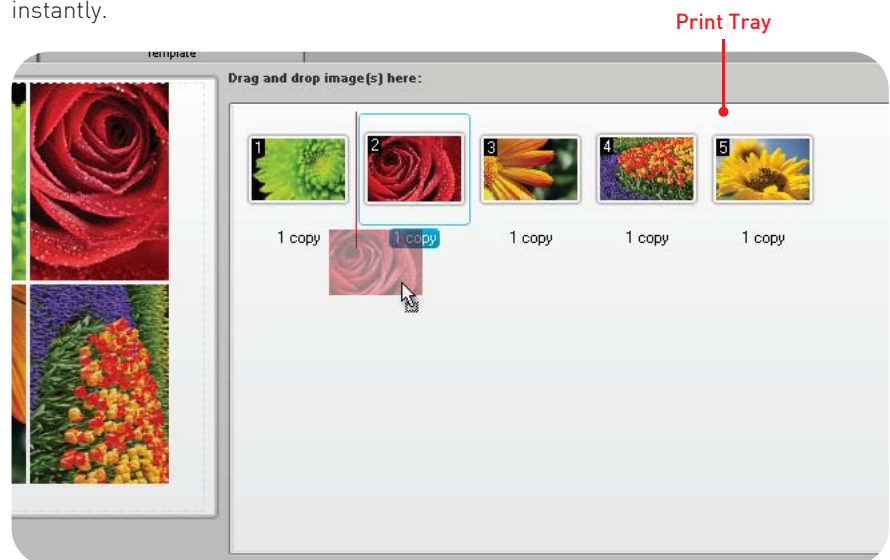 instantly.
Print Tray
Template
Drag and drop image(s) here:
1 2 3 4 5
1 copy 1 copy 1 copy 1 copy 1 copy